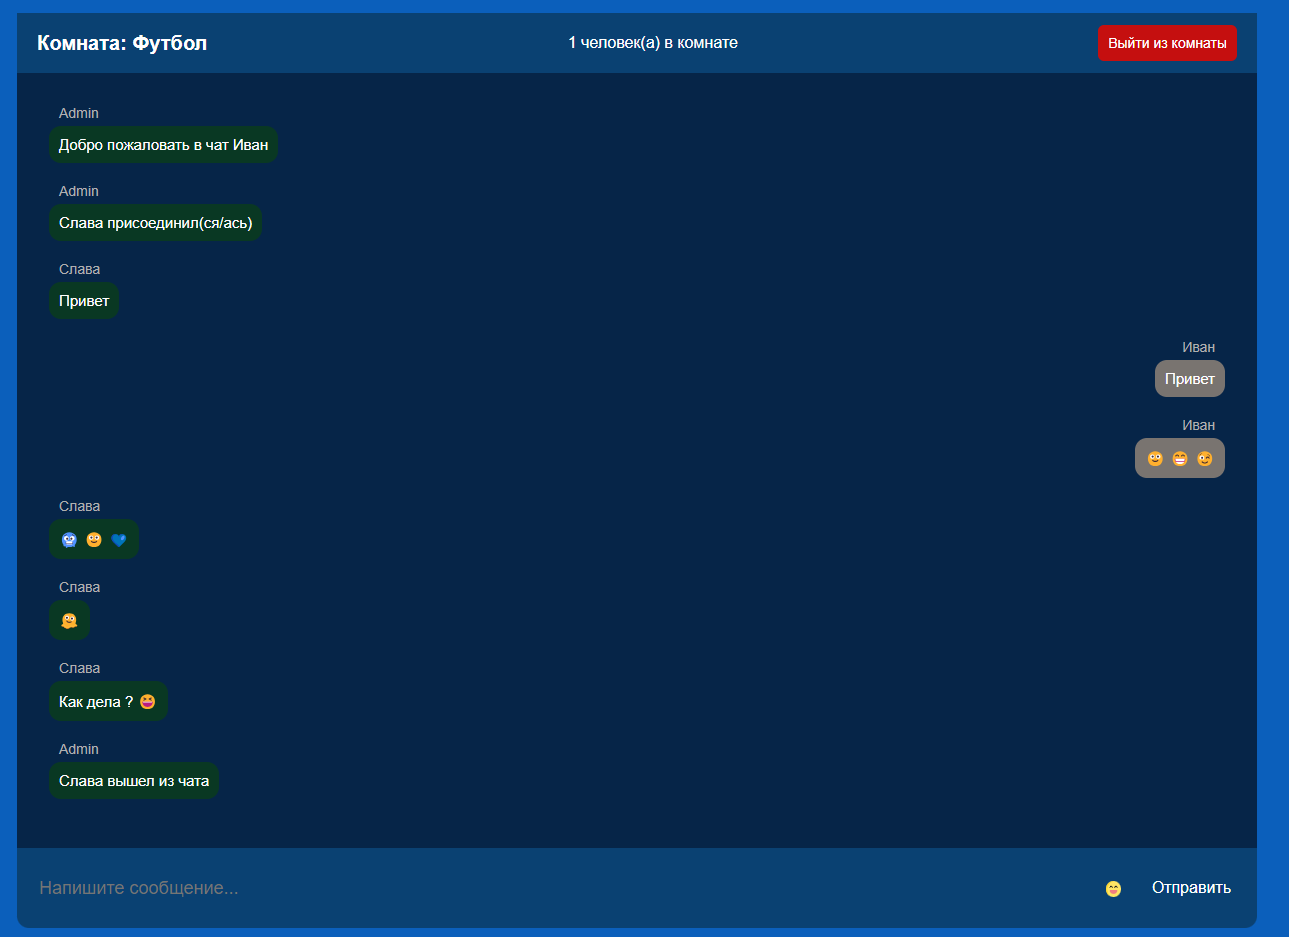 Комната: Футбол
1 человек(а) в комнате
Выйти из комнаты
Admin
Добро пожаловать в чат Иван
Admin
Слава присоединил(ся/ась)
Слава
Привет
Иван
Привет
Иван
Слава
Слава
Слава
Как дела ?
Admin
Слава вышел из чата
Напишите сообщение...
Отправить